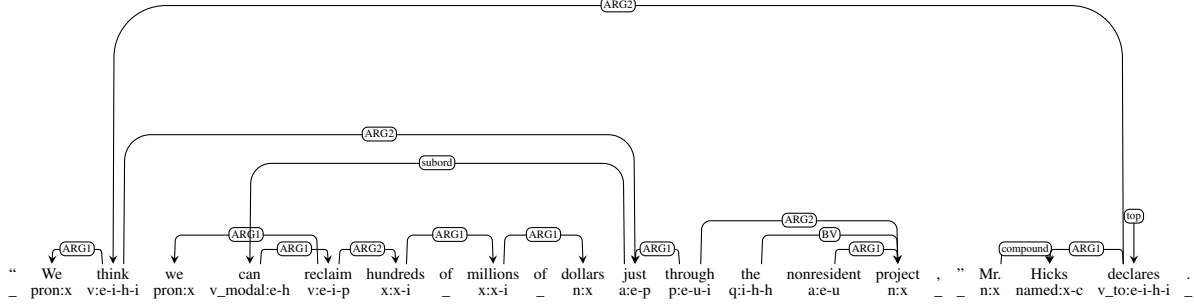 ARG2
ARG2
subord
ARG2
top
ARG1 ARG1 BV
ARG1 ARG1 ARG2 ARG1 ARG1 ARG1 ARG1 compound ARG1
“ We think we can reclaim hundreds of millions of dollars just through the nonresident project , ” Mr. Hicks declares .
_ pron:x v:e-i-h-i pron:x v_modal:e-h v:e-i-p x:x-i _ x:x-i _ n:x a:e-p p:e-u-i q:i-h-h a:e-u n:x _ _ n:x named:x-c v_to:e-i-h-i _